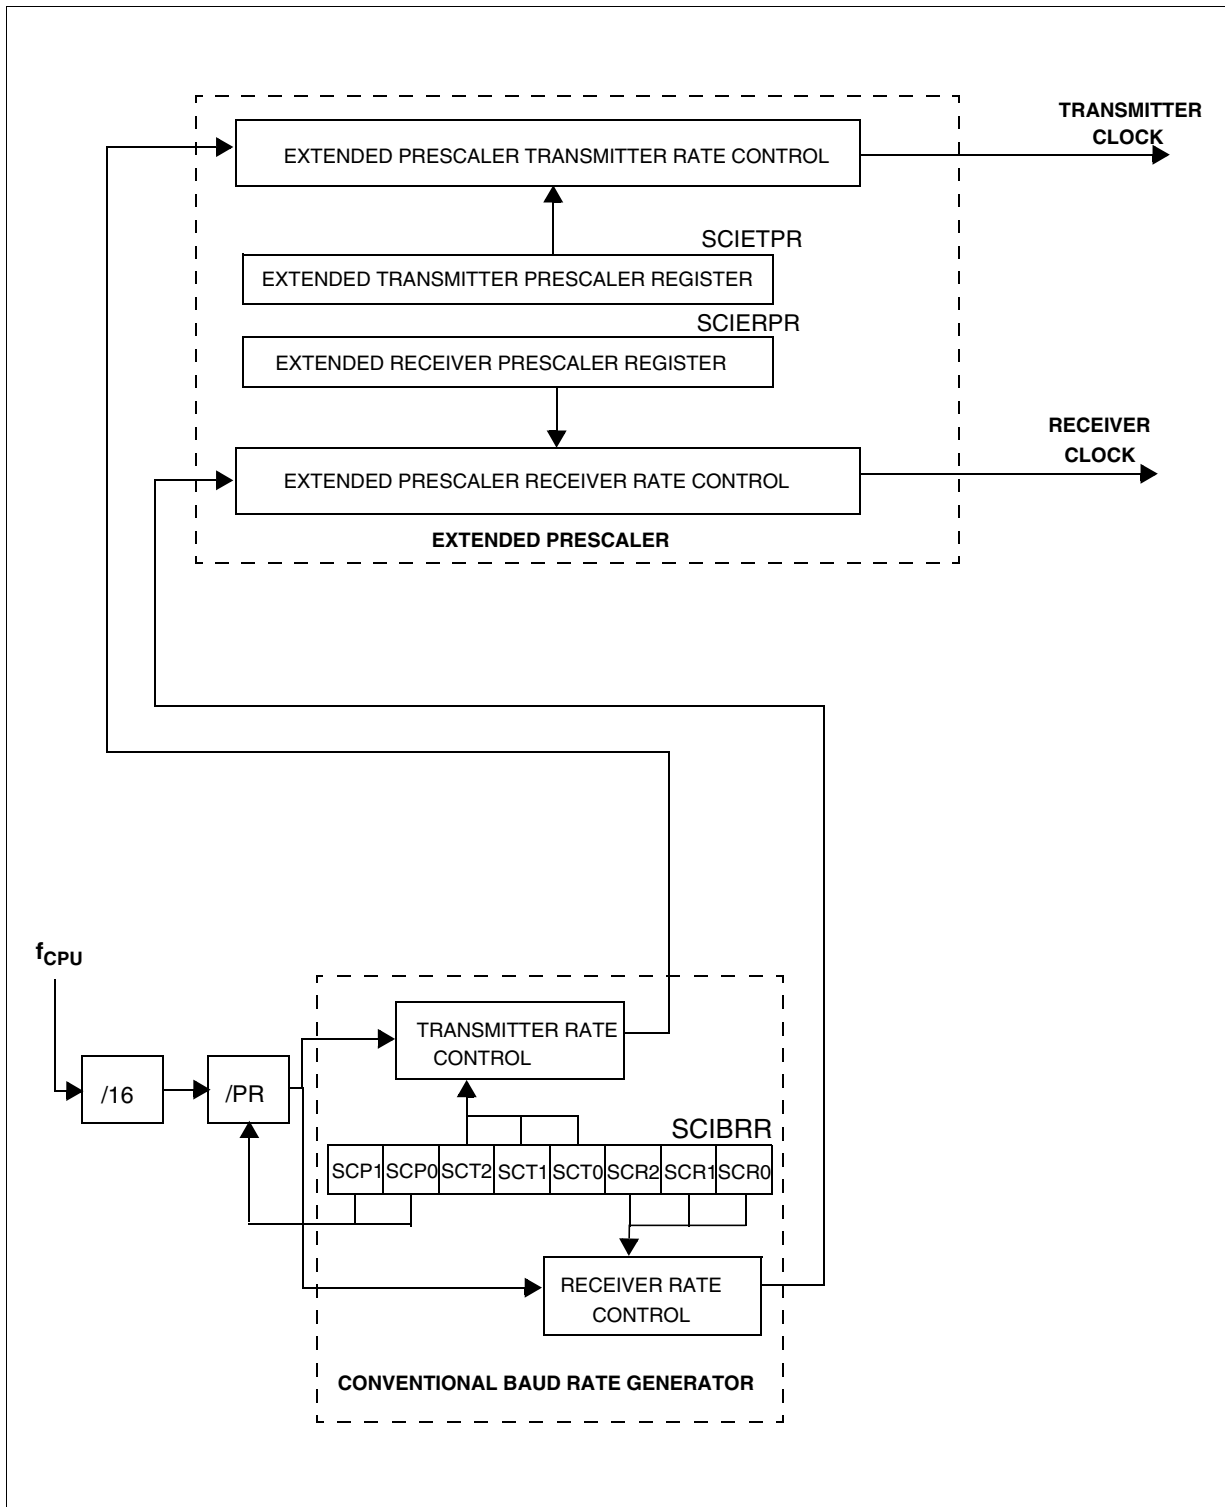 TRANSMITTER
CLOCK
EXTENDED PRESCALER TRANSMITTER RATE CONTROL
SCIETPR
EXTENDED TRANSMITTER PRESCALER REGISTER
SCIERPR
EXTENDED RECEIVER PRESCALER REGISTER
RECEIVER
CLOCK
EXTENDED PRESCALER RECEIVER RATE CONTROL
EXTENDED PRESCALER
fCPU
TRANSMITTER RATE
CONTROL
/16
/PR
SCIBRR
SCP1 SCP0 SCT2 SCT1 SCT0 SCR2 SCR1 SCR0
RECEIVER RATE
CONTROL
CONVENTIONAL BAUD RATE GENERATOR